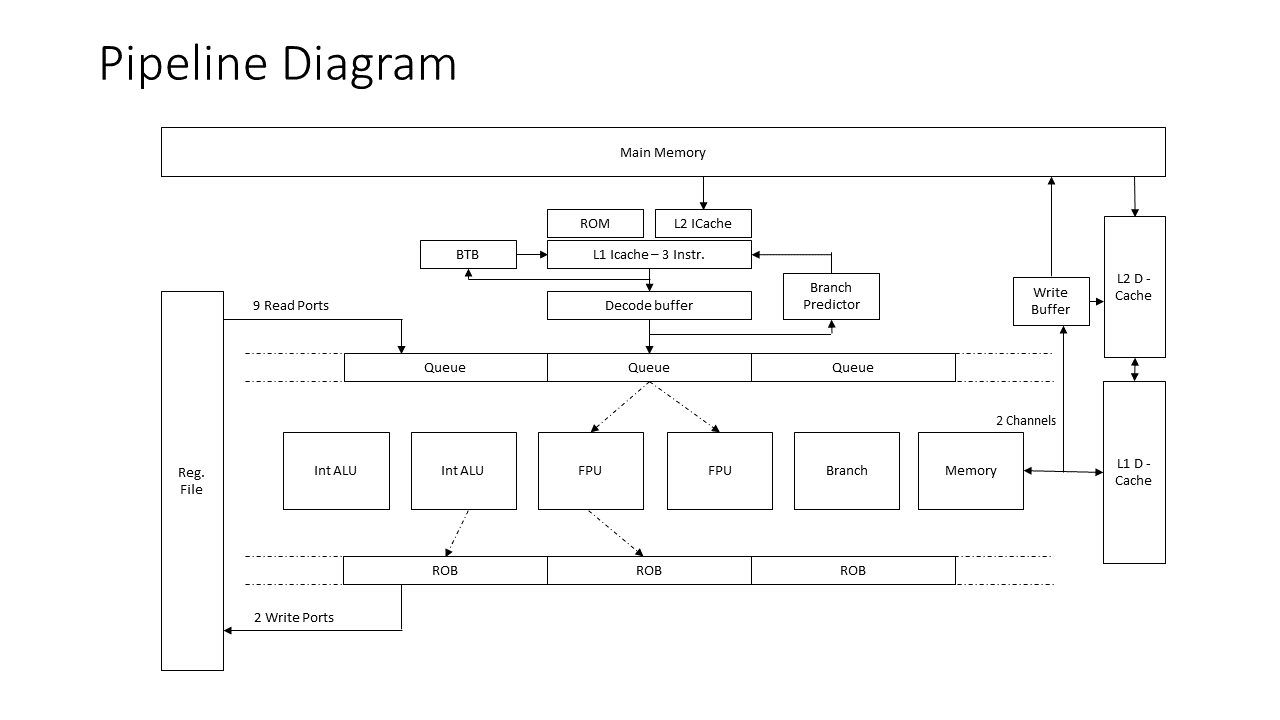 Pipeline Diagram
Main Memory
ROM
L2 ICache
BTB
L1 Icache – 3 Instr.
Branch
Predictor
Decode buffer
Write
Buffer
L2 D -
Cache
9 Read Ports
Queue
Queue
Queue
2 Channels
Reg.
File
Int ALU
Int ALU
FPU
FPU
Branch
Memory
L1 D -
Cache
ROB
ROB
ROB
2 Write Ports